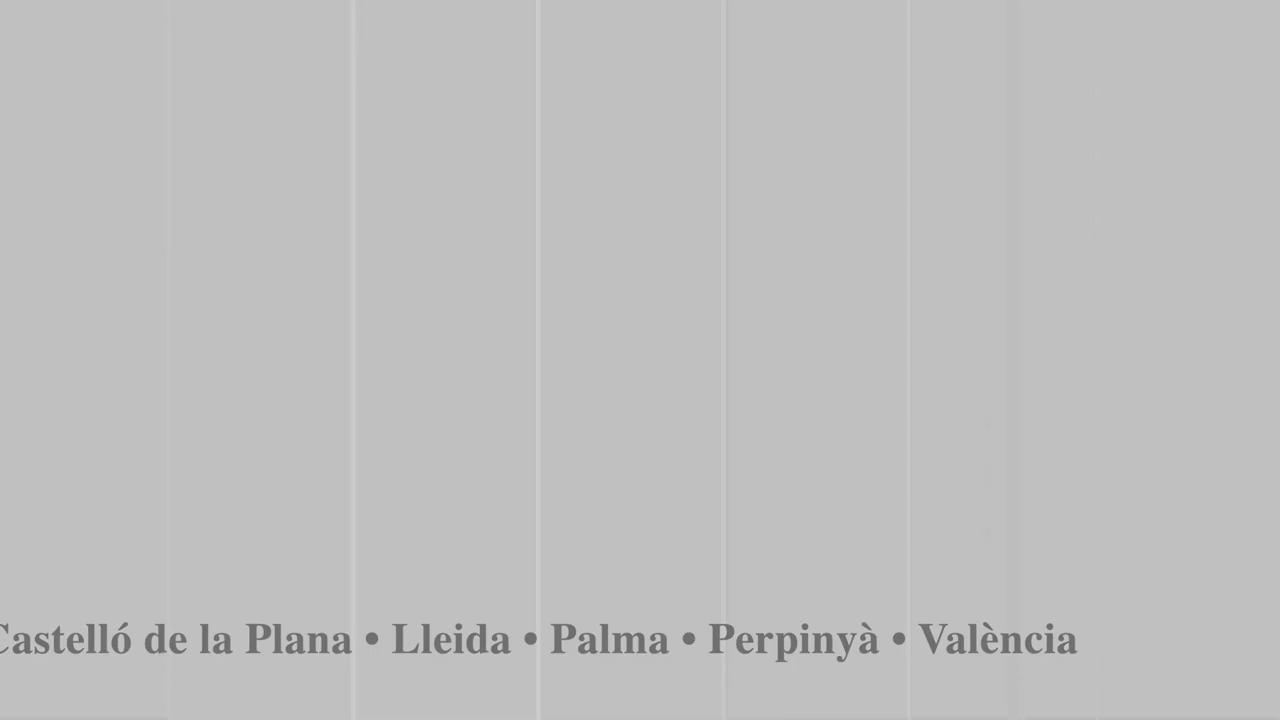 Castelló de la Plana • Lleida • Palma • Perpinyà • València